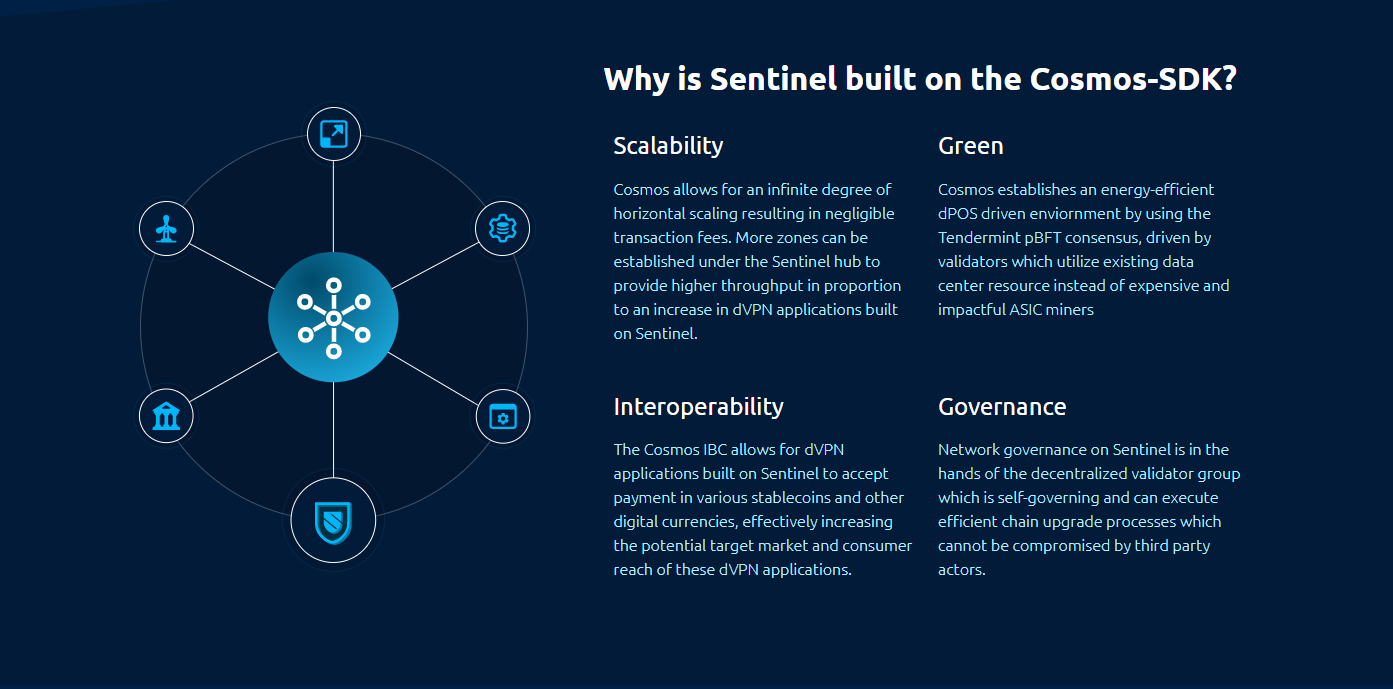 Why is Sentinel built on the Cosmos-SDK?
Scalability
Cosmos allows for an infinite degree of
horizontal scaling resulting in negligible
transaction fees. More zones can be
established under the Sentinel hub to
provide higher throughput in proportion
to an increase in dVPN applications built
on Sentinel.
Green
Cosmos establishes an energy-efficient
dPOS driven enviornment by using the
Tendermint pBFT consensus, driven by
validators which utilize existing data
center resource instead of expensive and
impactful ASIC miners
Interoperability
The Cosmos IBC allows for dVPN
applications built on Sentinel to accept
payment in various stablecoins and other
digital currencies, effectively increasing
the potential target market and consumer
reach of these dVPN applications.
Governance
Network governance on Sentinel is in the
hands of the decentralized validator group
which is self-governing and can execute
efficient chain upgrade processes which
cannot be compromised by third party
actors.